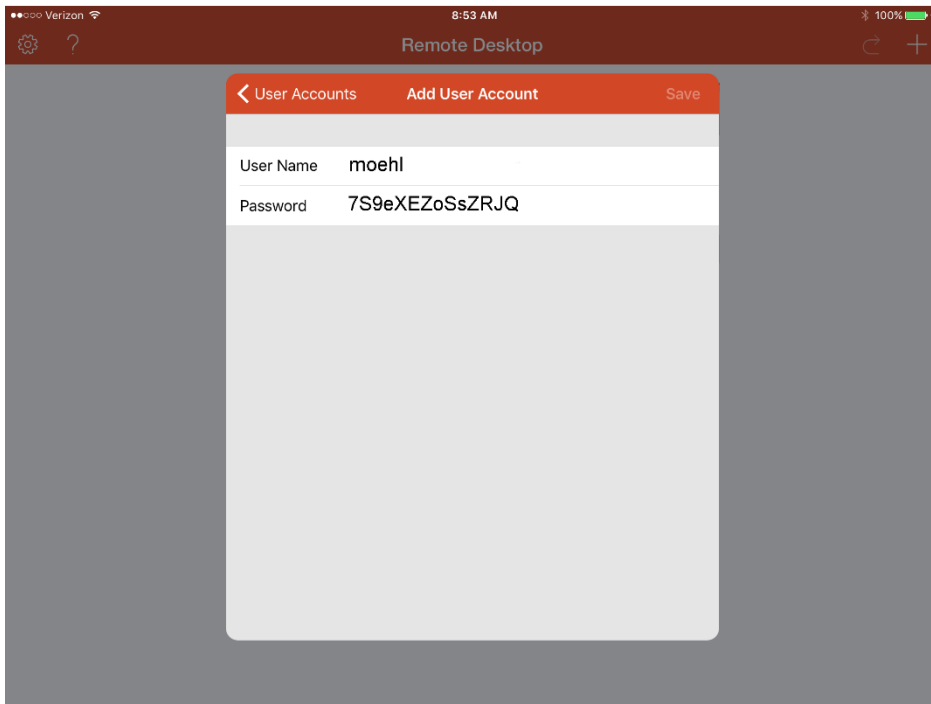 Verizon 8:53 AM 100%
? Remote Desktop +
User Accounts Add User Account Save
User Name moehl
Password 7S9eXEZoSsZRJQ